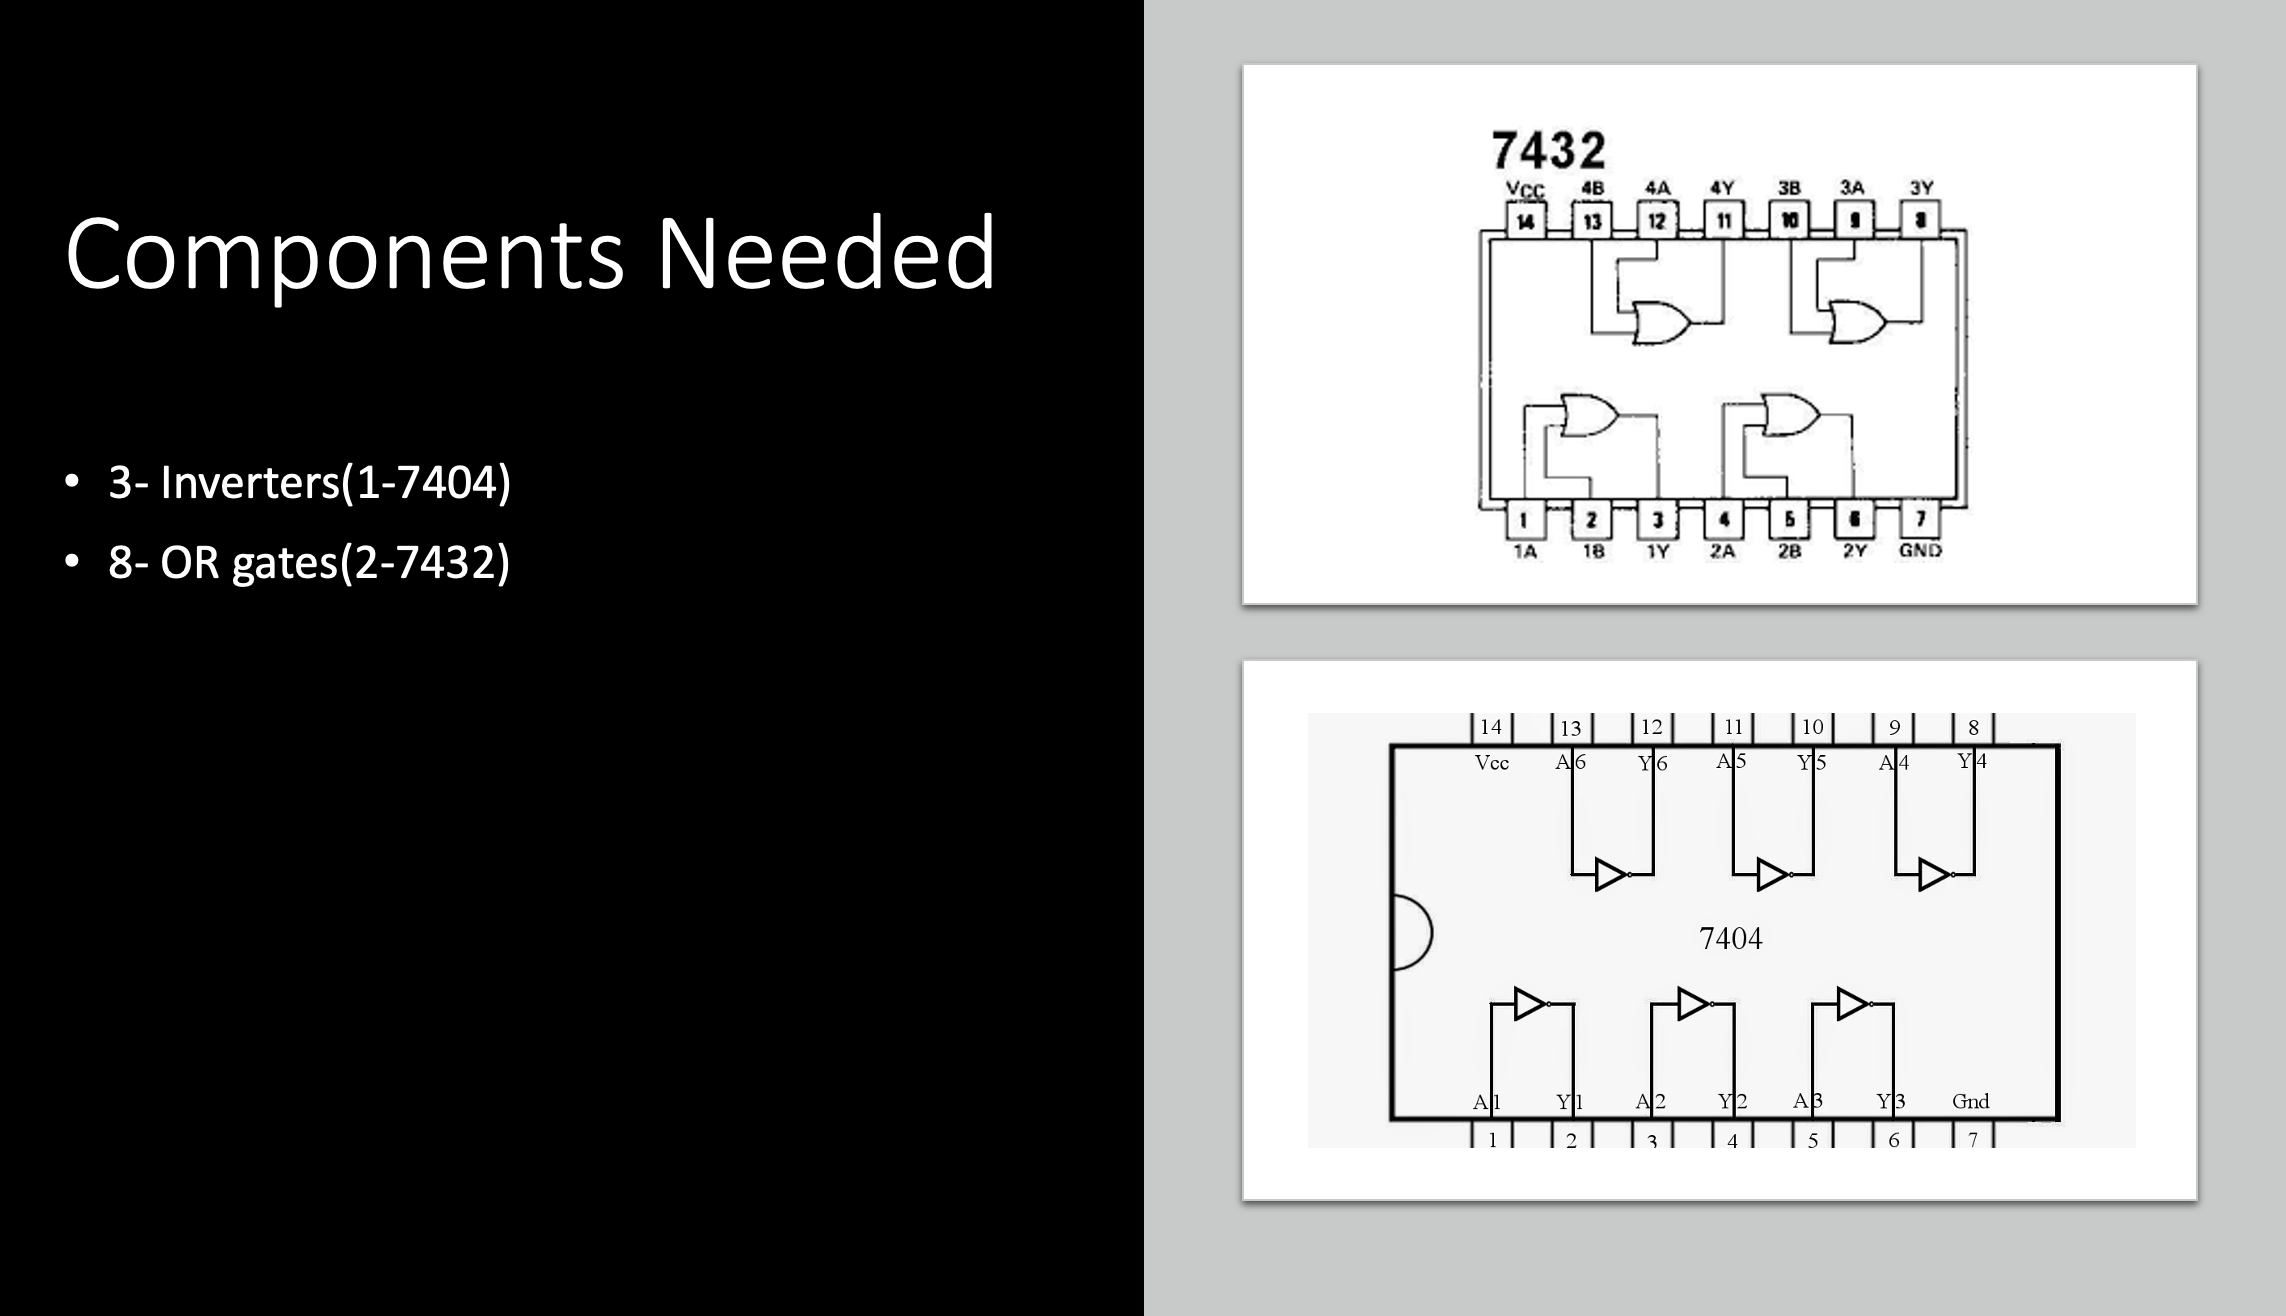 Components Needed
• 3- Inverters(1-7404)
• 8- OR gates(2-7432)
7432
Vcc 4B 4A 4Y 3B 3A 3Y
14 13 12 11 10 9 8
1 2 3 4 5 6 7
1A 1B 1Y 2A 2B 2Y GND
14 13 12 11 10 9 8
Vcc A6 Y6 A5 Y5 A4 Y4
7404
A1 Y1 A2 Y2 A3 Y3 Gnd
1 2 3 4 5 6 7